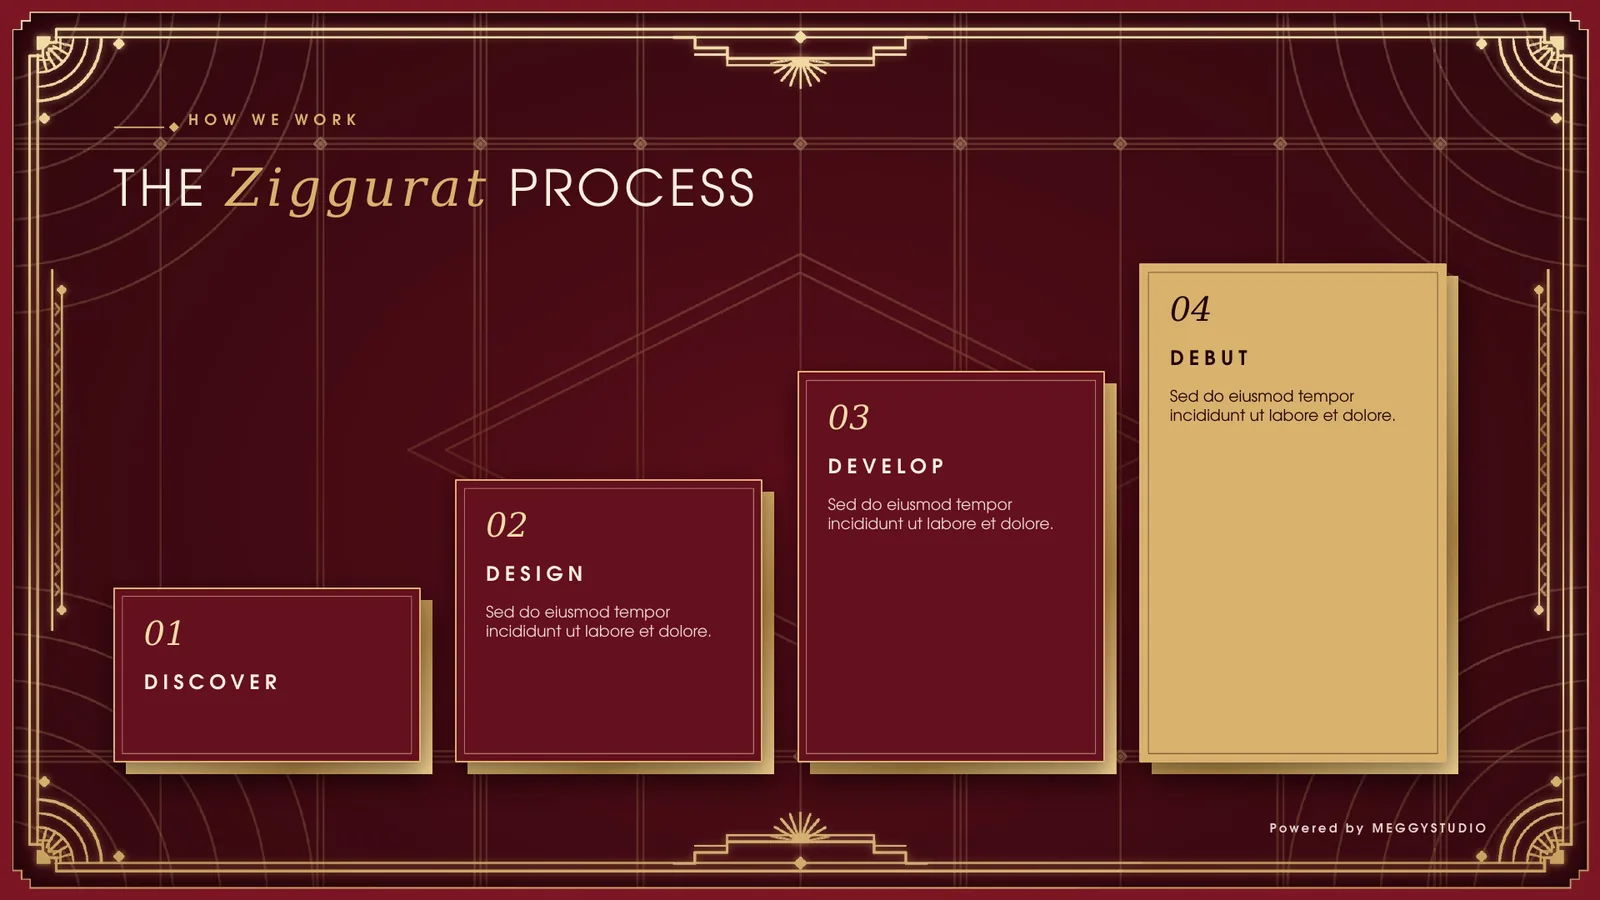 HOW WE WORK
THE Ziggurat PROCESS
01
DISCOVER
02
DESIGN
Sed do eiusmod tempor
incididunt ut labore et dolore.
03
DEVELOP
Sed do eiusmod tempor
incididunt ut labore et dolore.
04
DEBUT
Sed do eiusmod tempor
incididunt ut labore et dolore.
Powered by MEGGYSTUDIO